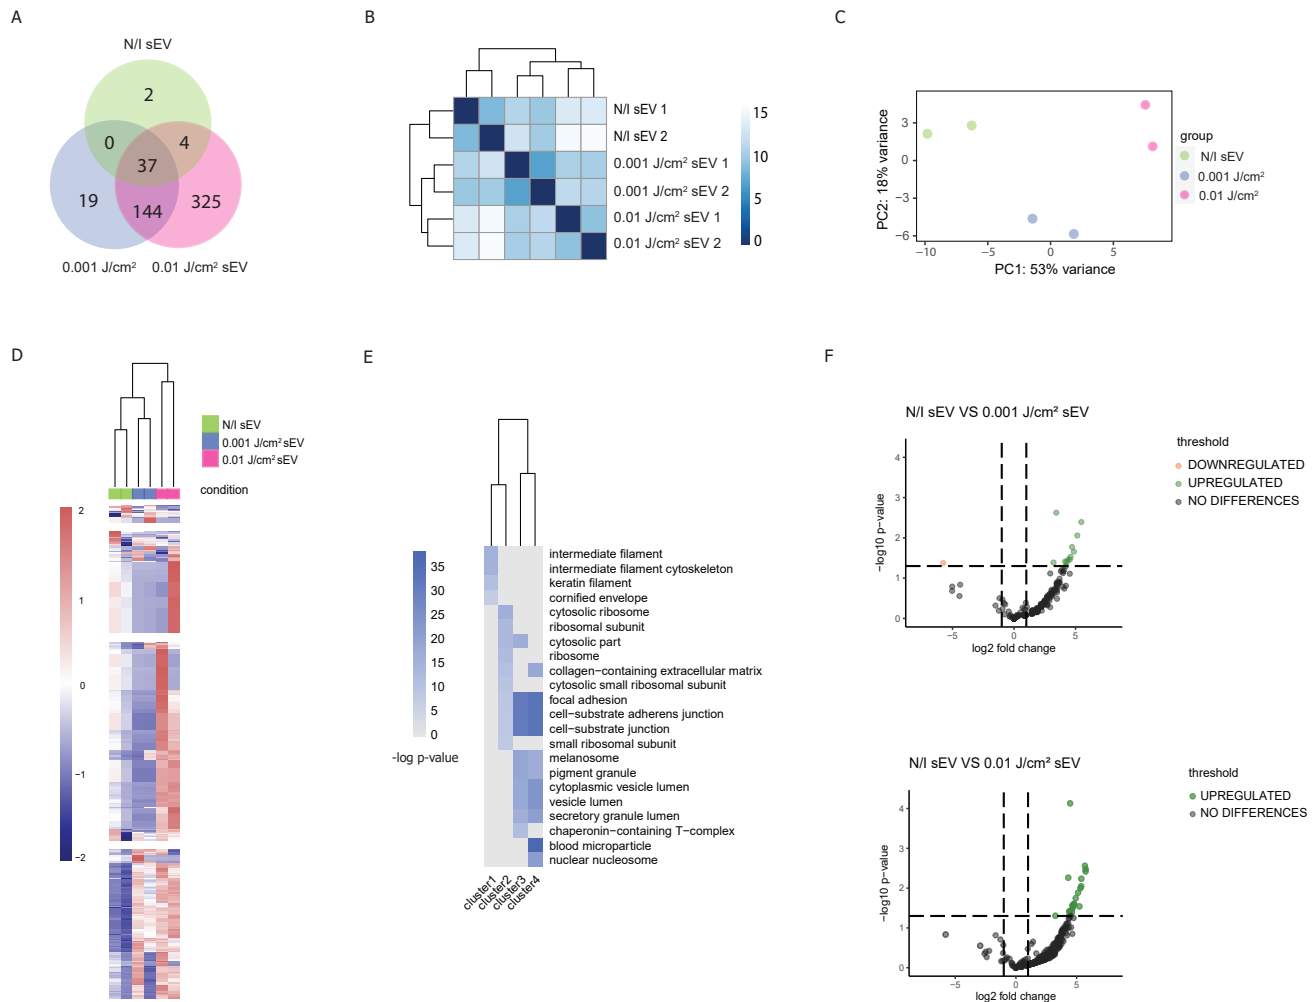 A
N/I sEV
2
0
4
37
19
144
325
0.001 J/cm²
0.01 J/cm² sEV
B
N/I sEV 1
N/I sEV 2
0.001 J/cm² sEV 1
0.001 J/cm² sEV 2
0.01 J/cm² sEV 1
0.01 J/cm² sEV 2
15
10
5
0
C
3
0
−3
−6
PC2: 18% variance
−10
−5
0
5
PC1: 53% variance
group
N/I sEV
0.001 J/cm²
0.01 J/cm²
D
N/I sEV
0.001 J/cm² sEV
0.01 J/cm² sEV
condition
2
1
0
−1
−2
E
35
30
25
20
15
10
5
0
-log p-value
intermediate filament
intermediate filament cytoskeleton
keratin filament
cornified envelope
cytosolic ribosome
ribosomal subunit
cytosolic part
ribosome
collagen−containing extracellular matrix
cytosolic small ribosomal subunit
focal adhesion
cell−substrate adherens junction
cell−substrate junction
small ribosomal subunit
melanosome
pigment granule
cytoplasmic vesicle lumen
vesicle lumen
secretory granule lumen
chaperonin−containing T−complex
blood microparticle
nuclear nucleosome
cluster1
cluster2
cluster3
cluster4
F
N/I sEV VS 0.001 J/cm² sEV
4
3
2
1
0
−log10 p−value
−5
0
5
log2 fold change
threshold
DOWNREGULATED
UPREGULATED
NO DIFFERENCES
N/I sEV VS 0.01 J/cm² sEV
4
3
2
1
0
−log10 p−value
−5
0
5
log2 fold change
threshold
UPREGULATED
NO DIFFERENCES